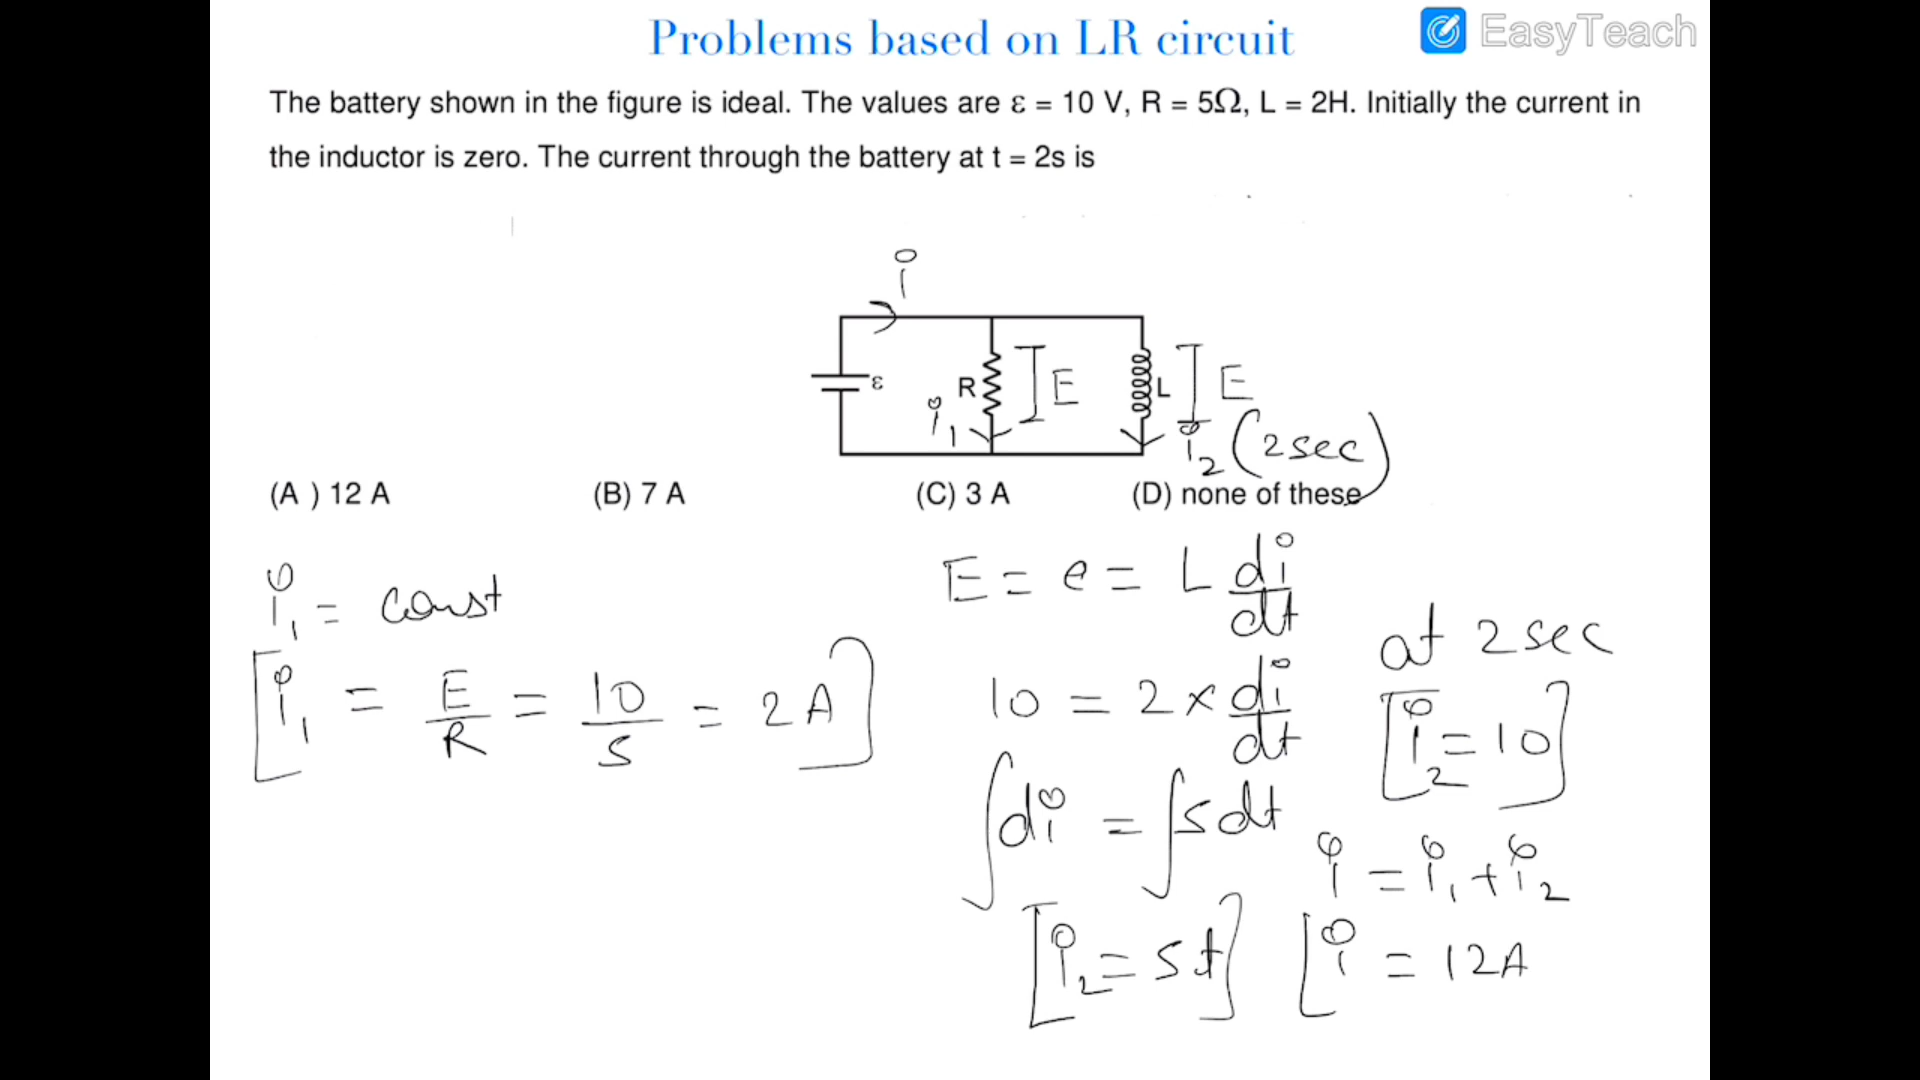 Problems based on LR circuit
EasyTeach
The battery shown in the figure is ideal. The values are ε = 10 V, R = 5Ω, L = 2H. Initially the current in
the inductor is zero. The current through the battery at t = 2s is
i
ε
R
E
L
E
i₁
i₂ (2sec)
(A ) 12 A (B) 7 A (C) 3 A (D) none of these
i₁ = const
i₁ = E/R = 10/5 = 2A
E = e = L di/dt
10 = 2 × di/dt
∫di = ∫5dt
i₂ = 5t
at 2sec
i₂ = 10
i = i₁ + i₂
i = 12A